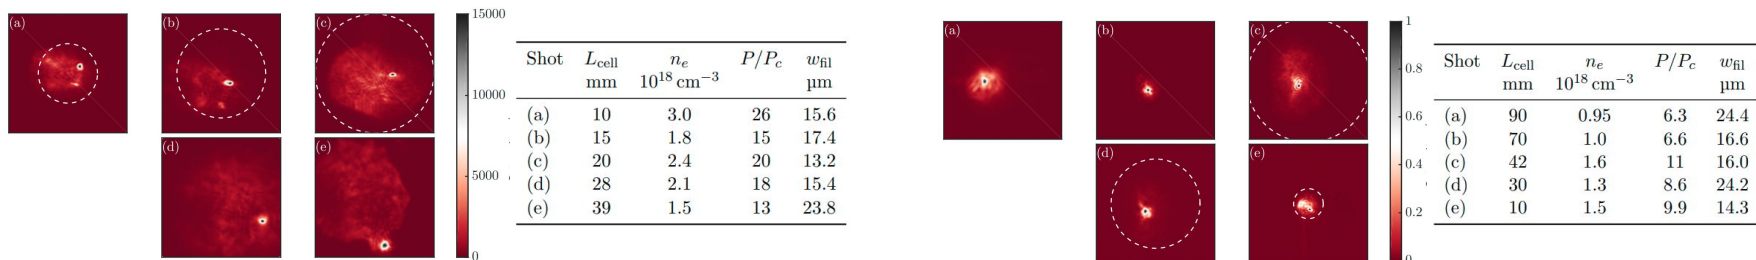 (a)
(b)
(c)
(d)
(e)
15000
10000
5000
0
Shot L_cell n_e P/P_c w_fil
mm 10^18 cm^−3 µm
(a) 10 3.0 26 15.6
(b) 15 1.8 15 17.4
(c) 20 2.4 20 13.2
(d) 28 2.1 18 15.4
(e) 39 1.5 13 23.8
(a)
(b)
(c)
(d)
(e)
1
0.8
0.6
0.4
0.2
0
Shot L_cell n_e P/P_c w_fil
mm 10^18 cm^−3 µm
(a) 90 0.95 6.3 24.4
(b) 70 1.0 6.6 16.6
(c) 42 1.6 11 16.0
(d) 30 1.3 8.6 24.2
(e) 10 1.5 9.9 14.3